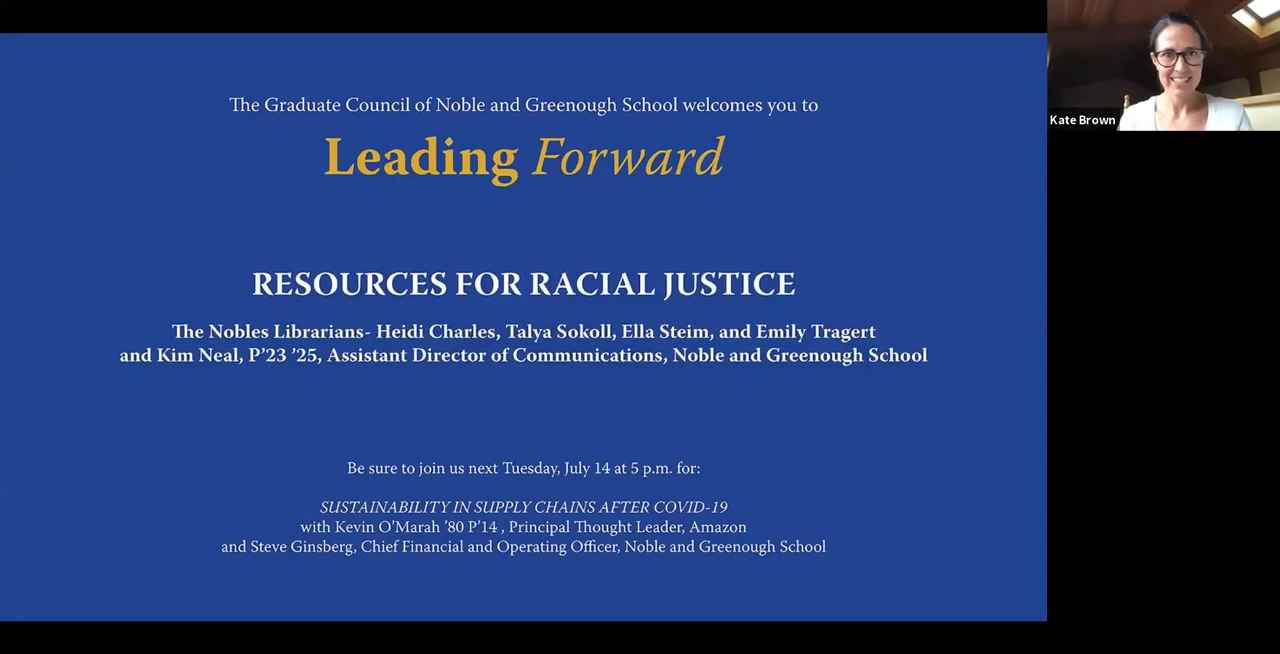 The Graduate Council of Noble and Greenough School welcomes you to
Leading Forward
RESOURCES FOR RACIAL JUSTICE
The Nobles Librarians- Heidi Charles, Talya Sokoll, Ella Steim, and Emily Tragert
and Kim Neal, P’23 ’25, Assistant Director of Communications, Noble and Greenough School
Be sure to join us next Tuesday, July 14 at 5 p.m. for:
SUSTAINABILITY IN SUPPLY CHAINS AFTER COVID-19
with Kevin O’Marah ’80 P’14 , Principal Thought Leader, Amazon
and Steve Ginsberg, Chief Financial and Operating Officer, Noble and Greenough School
Kate Brown